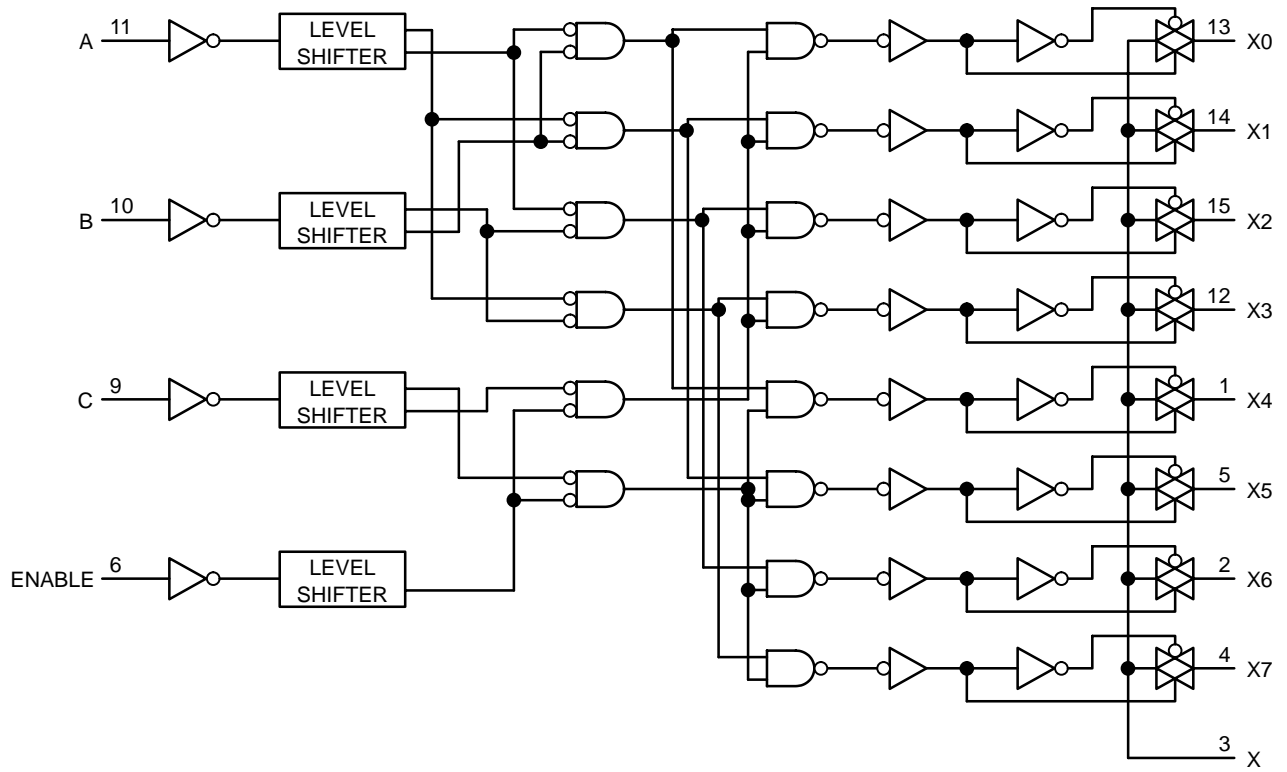 A 11 LEVEL SHIFTER 13 X0
14 X1
B 10 LEVEL SHIFTER 15 X2
12 X3
C 9 LEVEL SHIFTER 1 X4
5 X5
ENABLE 6 LEVEL SHIFTER 2 X6
4 X7
3 X